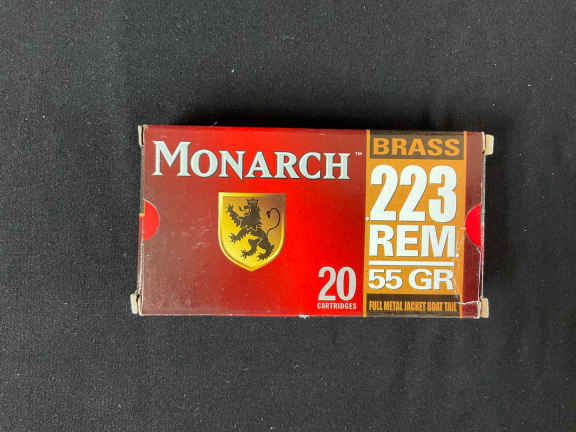 MONARCH™
BRASS
.223
REM
55 GR
FULL METAL JACKET BOAT TAIL
20
CARTRIDGES